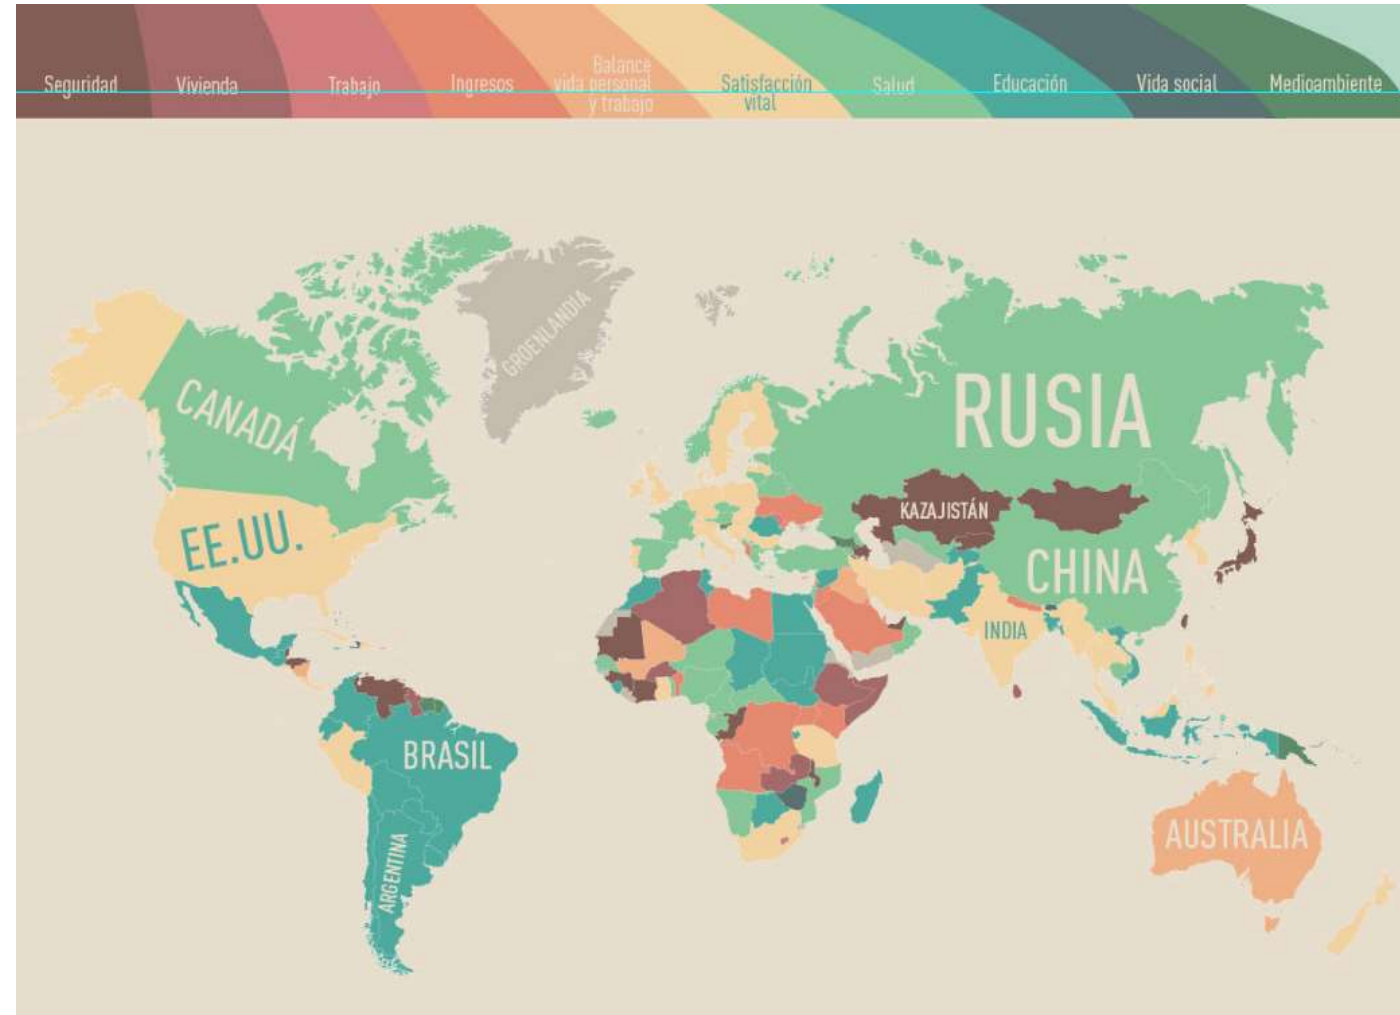 Seguridad
Vivienda
Trabajo
Ingresos
Balance
vida personal
y trabajo
Satisfacción
vital
Salud
Educación
Vida social
Medioambiente
GROENLANDIA
CANADÁ
RUSIA
EE.UU.
KAZAJISTÁN
CHINA
INDIA
BRASIL
ARGENTINA
AUSTRALIA